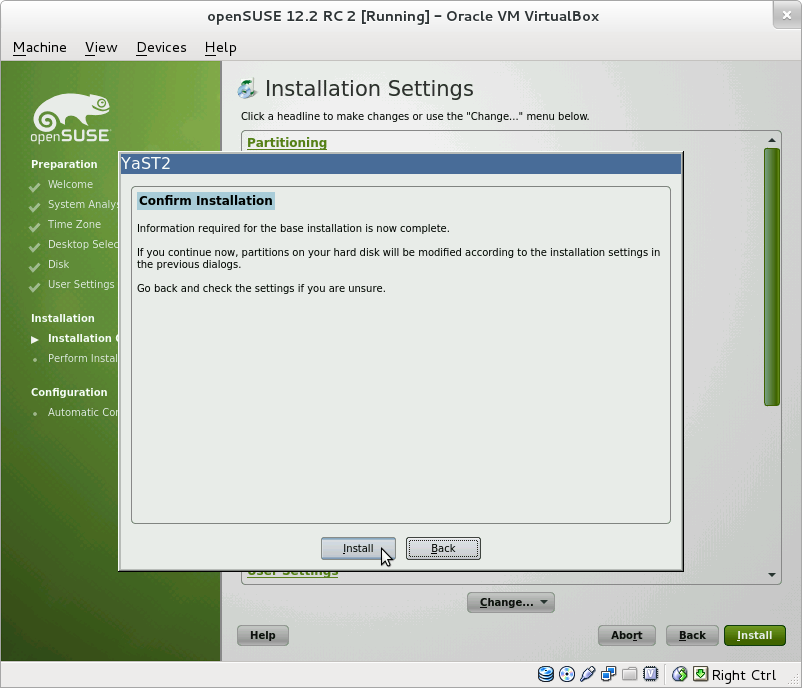 openSUSE 12.2 RC 2 [Running] - Oracle VM VirtualBox
Machine View Devices Help
openSUSE
Preparation
Welcome
System Analys
Time Zone
Desktop Selec
Disk
User Settings
Installation
Installation
Perform Instal
Configuration
Automatic Con
Installation Settings
Click a headline to make changes or use the "Change..." menu below.
Partitioning
YaST2
Confirm Installation
Information required for the base installation is now complete.
If you continue now, partitions on your hard disk will be modified according to the installation settings in
the previous dialogs.
Go back and check the settings if you are unsure.
Install Back
User Settings
Change...
Help Abort Back Install
Right Ctrl